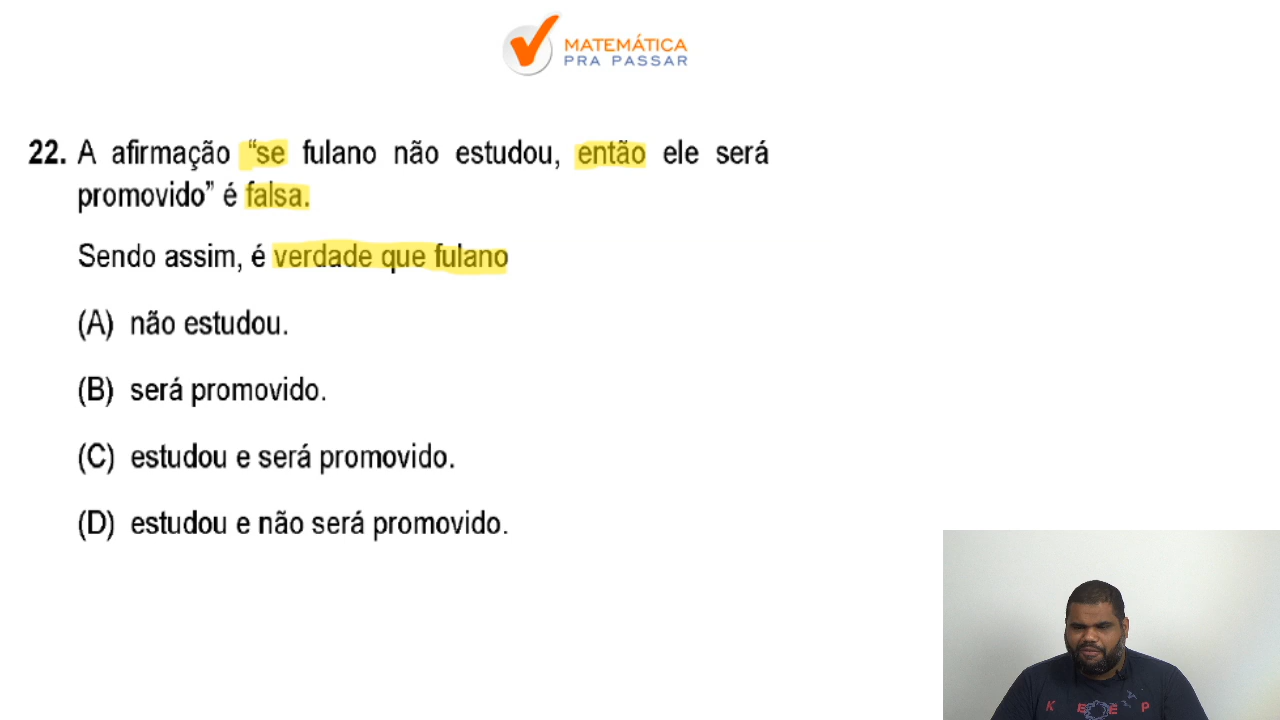 MATEMÁTICA
PRA PASSAR
22. A afirmação “se fulano não estudou, então ele será
promovido” é falsa.
Sendo assim, é verdade que fulano
(A) não estudou.
(B) será promovido.
(C) estudou e será promovido.
(D) estudou e não será promovido.
K E E P